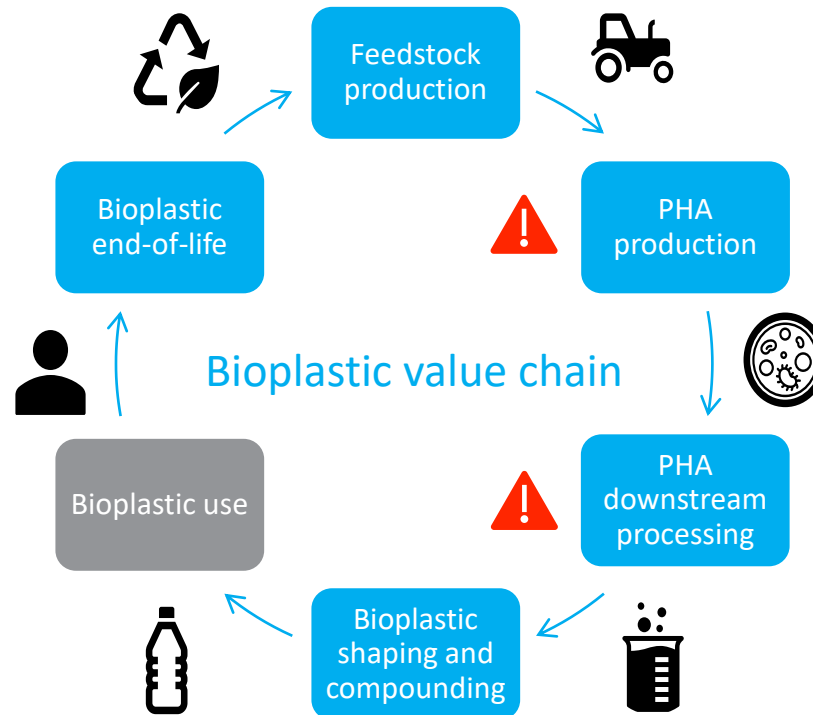 Feedstock
production
PHA
production
Bioplastic
end-of-life
Bioplastic value chain
PHA
downstream
processing
Bioplastic use
Bioplastic
shaping and
compounding